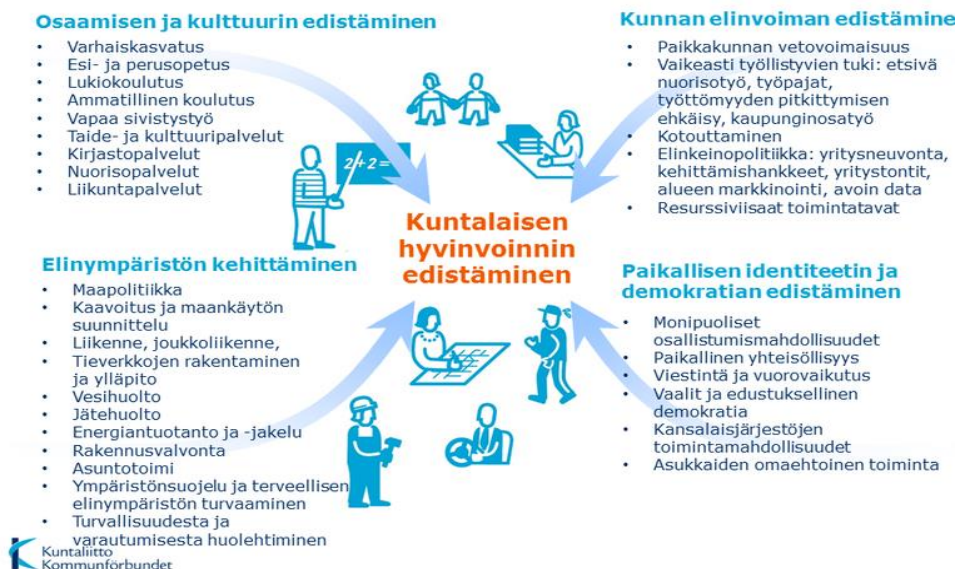 Osaamisen ja kulttuurin edistäminen
• Varhaiskasvatus
• Esi- ja perusopetus
• Lukiokoulutus
• Ammatillinen koulutus
• Vapaa sivistystyö
• Taide- ja kulttuuripalvelut
• Kirjastopalvelut
• Nuorisopalvelut
• Liikuntapalvelut
Kunnan elinvoiman edistämine
• Paikkakunnan vetovoimaisuus
• Vaikeasti työllistyvien tuki: etsivä
nuorisotyö, työpajat,
työttömyyden pitkittymisen
ehkäisy, kaupunginosatyö
• Kotouttaminen
• Elinkeinopolitiikka: yritysneuvonta,
kehittämishankkeet, yritystontit,
alueen markkinointi, avoin data
• Resurssiviisaat toimintatavat
2+2=
Kuntalaisen
hyvinvoinnin
edistäminen
Elinympäristön kehittäminen
• Maapolitiikka
• Kaavoitus ja maankäytön
suunnittelu
• Liikenne, joukkoliikenne,
• Tieverkkojen rakentaminen
ja ylläpito
• Vesihuolto
• Jätehuolto
• Energiantuotanto ja -jakelu
• Rakennusvalvonta
• Asuntotoimi
• Ympäristönsuojelu ja terveellisen
elinympäristön turvaaminen
• Turvallisuudesta ja
varautumisesta huolehtiminen
Paikallisen identiteetin ja
demokratian edistäminen
• Monipuoliset
osallistumismahdollisuudet
• Paikallinen yhteisöllisyys
• Viestintä ja vuorovaikutus
• Vaalit ja edustuksellinen
demokratia
• Kansalaisjärjestöjen
toimintamahdollisuudet
• Asukkaiden omaehtoinen toiminta
Kuntaliitto
Kommunförbundet